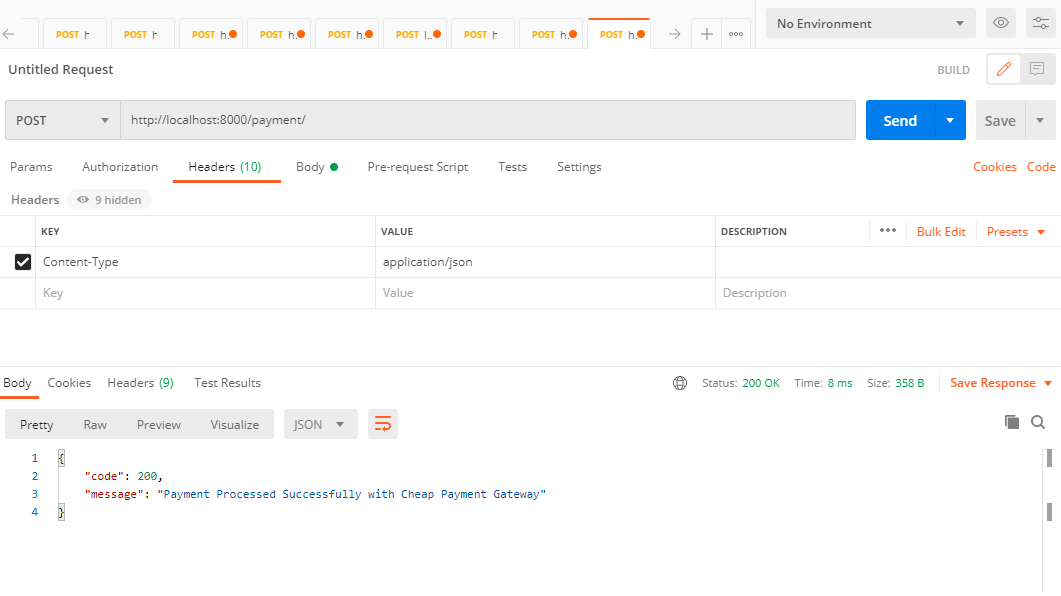 POST h POST h POST h. POST h. POST h. POST l.. POST h POST h. POST h. No Environment
Untitled Request BUILD
POST http://localhost:8000/payment/ Send Save
Params Authorization Headers (10) Body Pre-request Script Tests Settings Cookies Code
Headers 9 hidden
KEY VALUE DESCRIPTION Bulk Edit Presets
Content-Type application/json
Key Value Description
Body Cookies Headers (9) Test Results Status: 200 OK Time: 8 ms Size: 358 B Save Response
Pretty Raw Preview Visualize JSON
1 {
2 "code": 200,
3 "message": "Payment Processed Successfully with Cheap Payment Gateway"
4 }